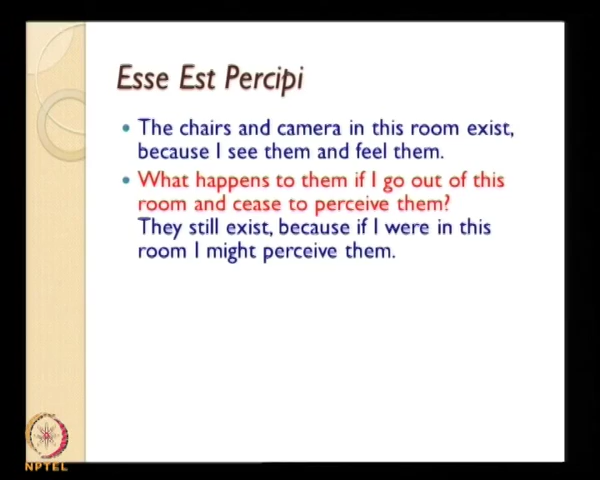 Esse Est Percipi
• The chairs and camera in this room exist,
because I see them and feel them.
• What happens to them if I go out of this
room and cease to perceive them?
They still exist, because if I were in this
room I might perceive them.
NPTEL